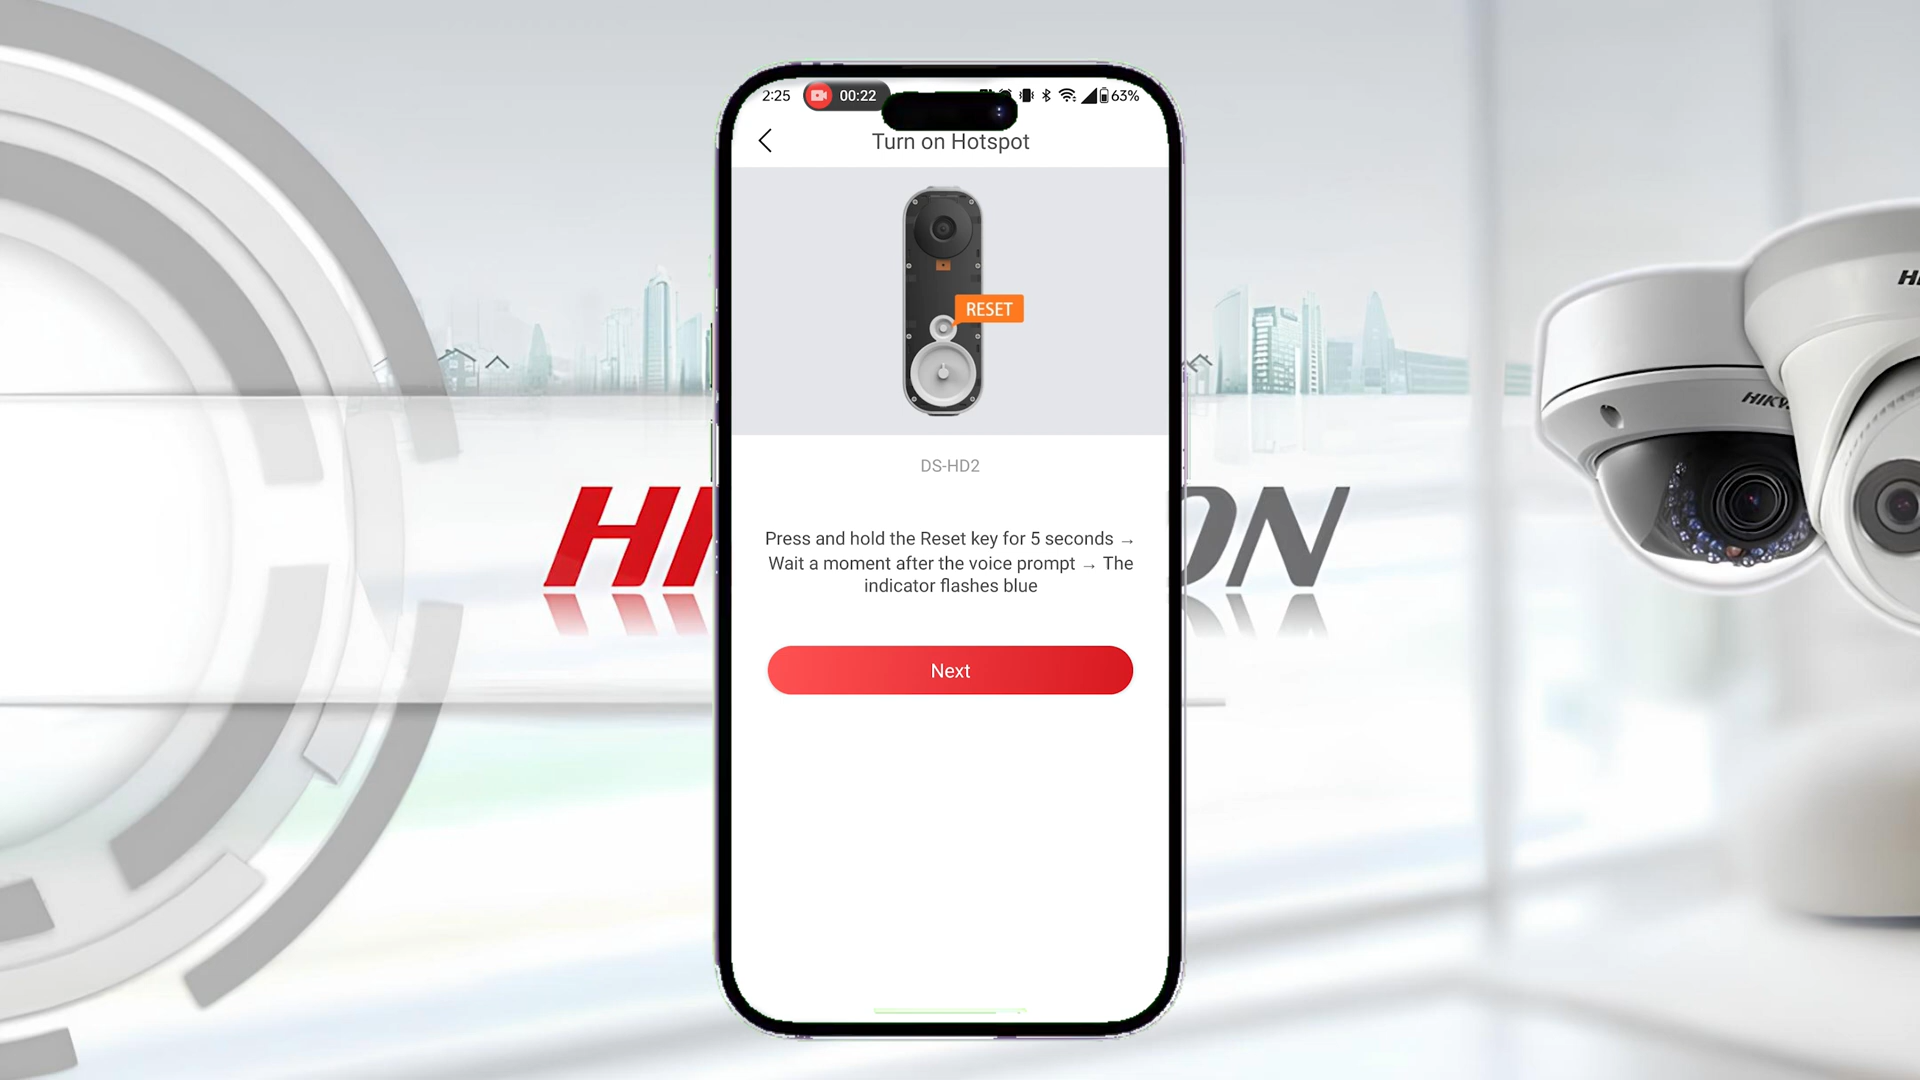 2:25 00:22 63%
Turn on Hotspot
RESET
DS-HD2
Press and hold the Reset key for 5 seconds →
Wait a moment after the voice prompt → The
indicator flashes blue
Next
HI ON
HIKV
HI